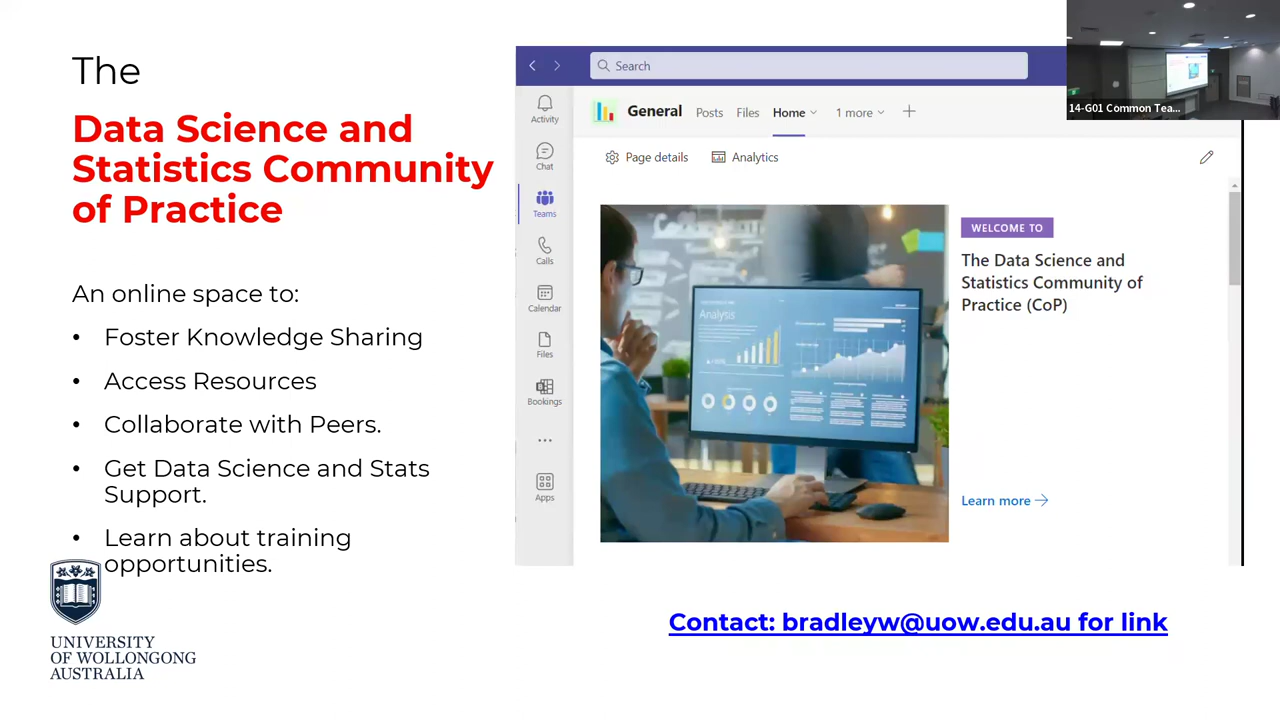 The
Data Science and
Statistics Community
of Practice
An online space to:
• Foster Knowledge Sharing
• Access Resources
• Collaborate with Peers.
• Get Data Science and Stats
Support.
• Learn about training
opportunities.
UNIVERSITY
OF WOLLONGONG
AUSTRALIA
Search
Activity
Chat
Teams
Calls
Calendar
Files
Bookings
Apps
General Posts Files Home 1 more
Page details Analytics
Analysis
WELCOME TO
The Data Science and
Statistics Community of
Practice (CoP)
Learn more
Contact: bradleyw@uow.edu.au for link
14-G01 Common Tea...